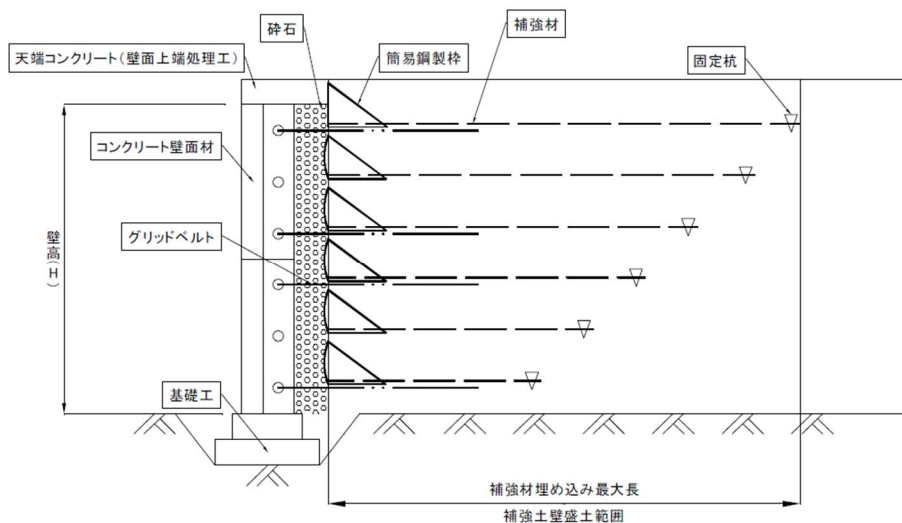 砕石
補強材
天端コンクリート(壁面上端処理工)
簡易鋼製枠
固定杭
コンクリート壁面材
グリッドベルト
壁高(H)
基礎工
補強材埋め込み最大長
補強土壁盛土範囲